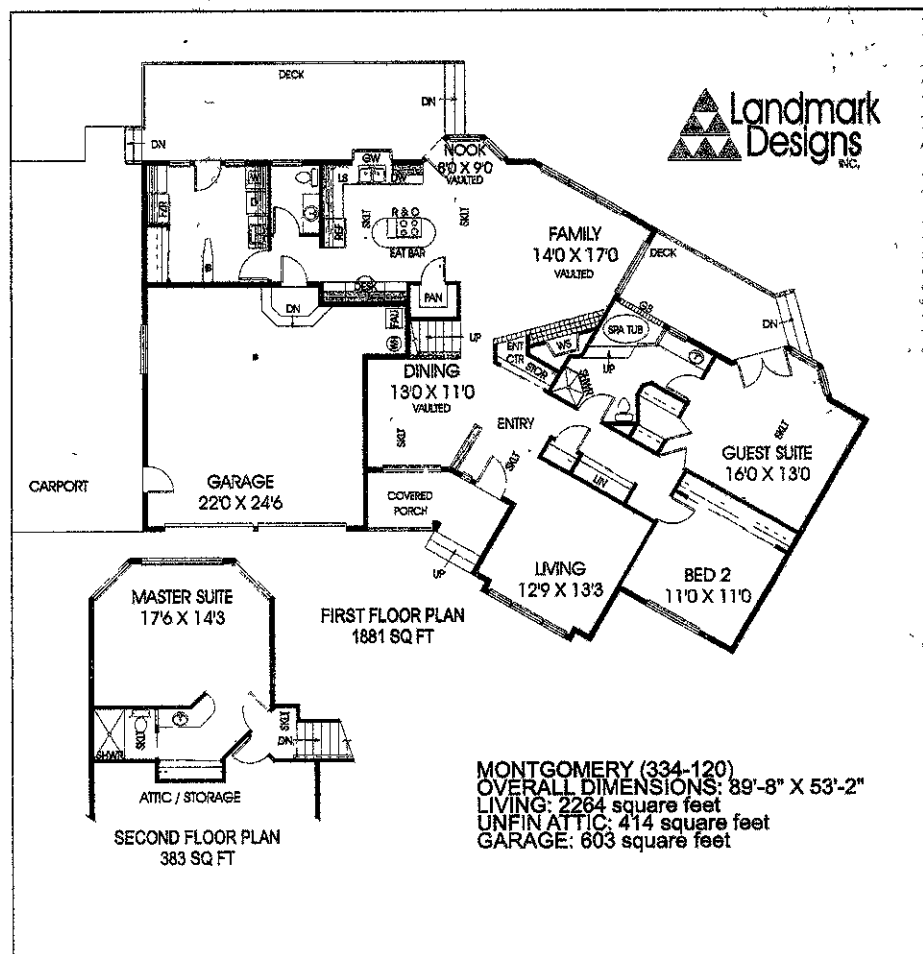 Landmark
Designs
INC.
DECK
DN
DN
GW
NOOK
8'0 X 9'0
VAULTED
LS
DW
W
D
FZR
REF
SKLT
R & O
EAT BAR
SKLT
FAMILY
14'0 X 17'0
VAULTED
DECK
DN
DESK
PAN
DN
FAU
UP
ENT
CTR
STOR
WS
SPA TUB
UP
SHWR
DINING
13'0 X 11'0
VAULTED
SKLT
ENTRY
SKLT
LIN
SKLT
GUEST SUITE
16'0 X 13'0
GARAGE
22'0 X 24'6
CARPORT
COVERED
PORCH
UP
LIVING
12'9 X 13'3
BED 2
11'0 X 11'0
FIRST FLOOR PLAN
1881 SQ FT
MASTER SUITE
17'6 X 14'3
SHWR
SKLT
SKLT
DN
ATTIC / STORAGE
SECOND FLOOR PLAN
383 SQ FT
MONTGOMERY (334-120)
OVERALL DIMENSIONS: 89'-8" X 53'-2"
LIVING: 2264 square feet
UNFIN ATTIC: 414 square feet
GARAGE: 603 square feet